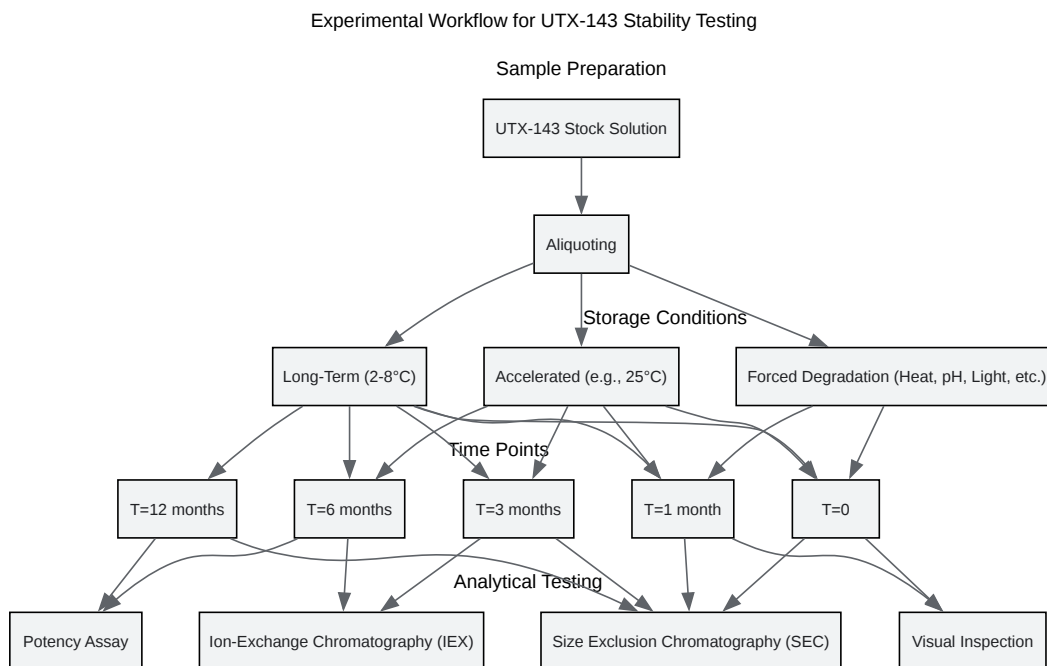 Experimental Workflow for UTX-143 Stability Testing
Sample Preparation
UTX-143 Stock Solution
Aliquoting
Storage Conditions
Long-Term (2-8°C)
Accelerated (e.g., 25°C)
Forced Degradation (Heat, pH, Light, etc.)
Time Points
T=12 months
T=6 months
T=3 months
T=1 month
T=0
Analytical Testing
Potency Assay
Ion-Exchange Chromatography (IEX)
Size Exclusion Chromatography (SEC)
Visual Inspection